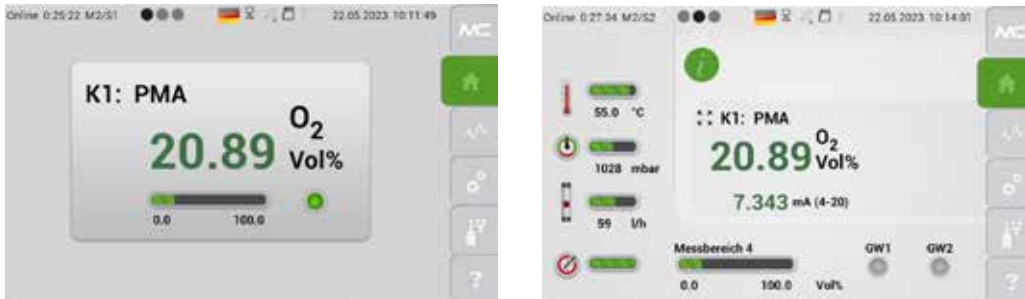 Online 0:25:22 M2/S1 22.05.2023 10:11:49
MC
K1: PMA
20.89 O2 Vol%
0.0 100.0
?
Online 0:27:34 M2/S2 22.05.2023 10:14:01
MC
i
55.0 °C
K1: PMA
1028 mbar
20.89 O2 Vol%
7.343 mA (4-20)
59 l/h
Messbereich 4 GW1 GW2
0.0 100.0 Vol%
?